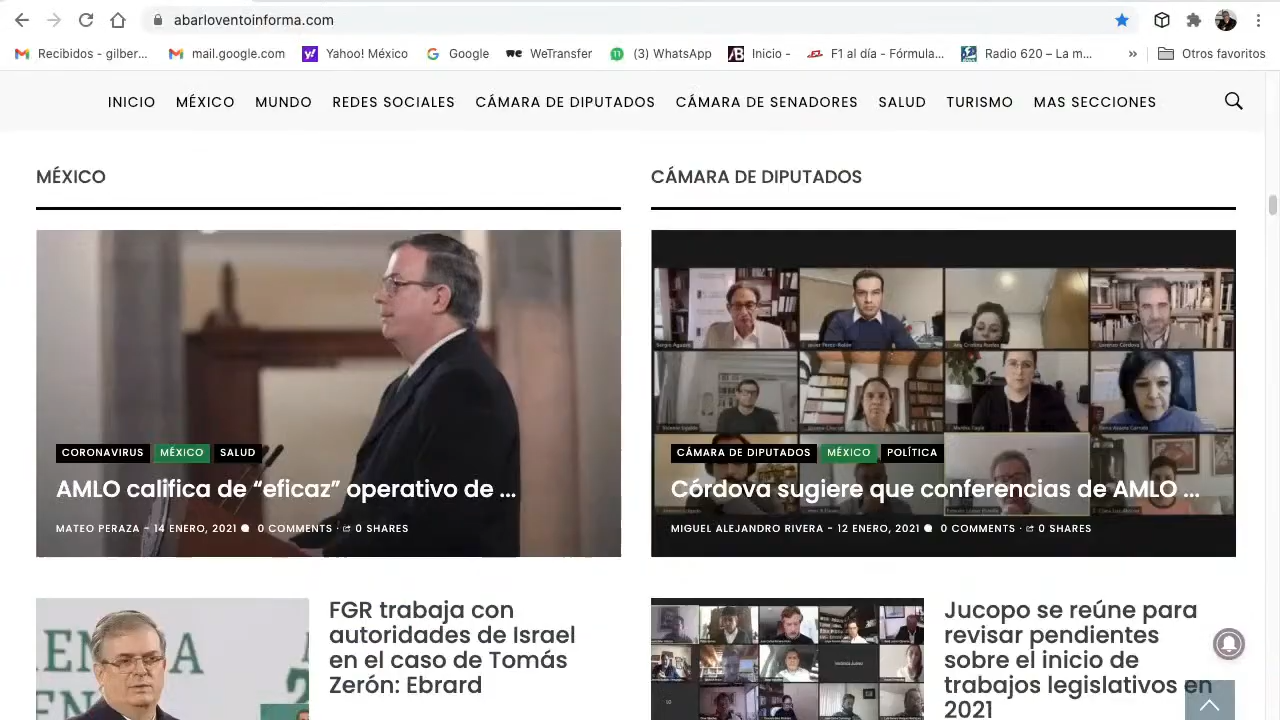 abarloventoinforma.com
Recibidos - gilber...
mail.google.com
Yahoo! México
Google
WeTransfer
(3) WhatsApp
Inicio -
F1 al día - Fórmula...
Radio 620 – La m...
»
Otros favoritos
INICIO MÉXICO MUNDO REDES SOCIALES CÁMARA DE DIPUTADOS CÁMARA DE SENADORES SALUD TURISMO MAS SECCIONES
MÉXICO
CORONAVIRUS MÉXICO SALUD
AMLO califica de “eficaz” operativo de ...
MATEO PERAZA - 14 ENERO, 2021 0 COMMENTS · 0 SHARES
FGR trabaja con
autoridades de Israel
en el caso de Tomás
Zerón: Ebrard
CÁMARA DE DIPUTADOS
CÁMARA DE DIPUTADOS MÉXICO POLÍTICA
Córdova sugiere que conferencias de AMLO ...
MIGUEL ALEJANDRO RIVERA - 12 ENERO, 2021 0 COMMENTS · 0 SHARES
Jucopo se reúne para
revisar pendientes
sobre el inicio de
trabajos legislativos en
2021